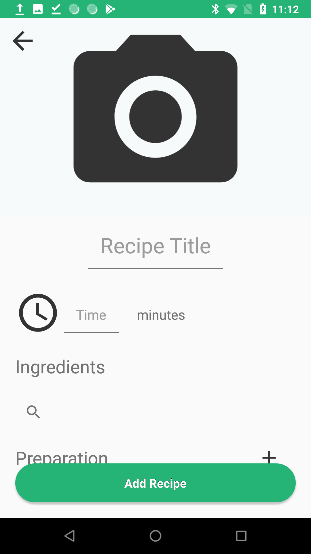 11:12
Recipe Title
Time minutes
Ingredients
Preparation
Add Recipe